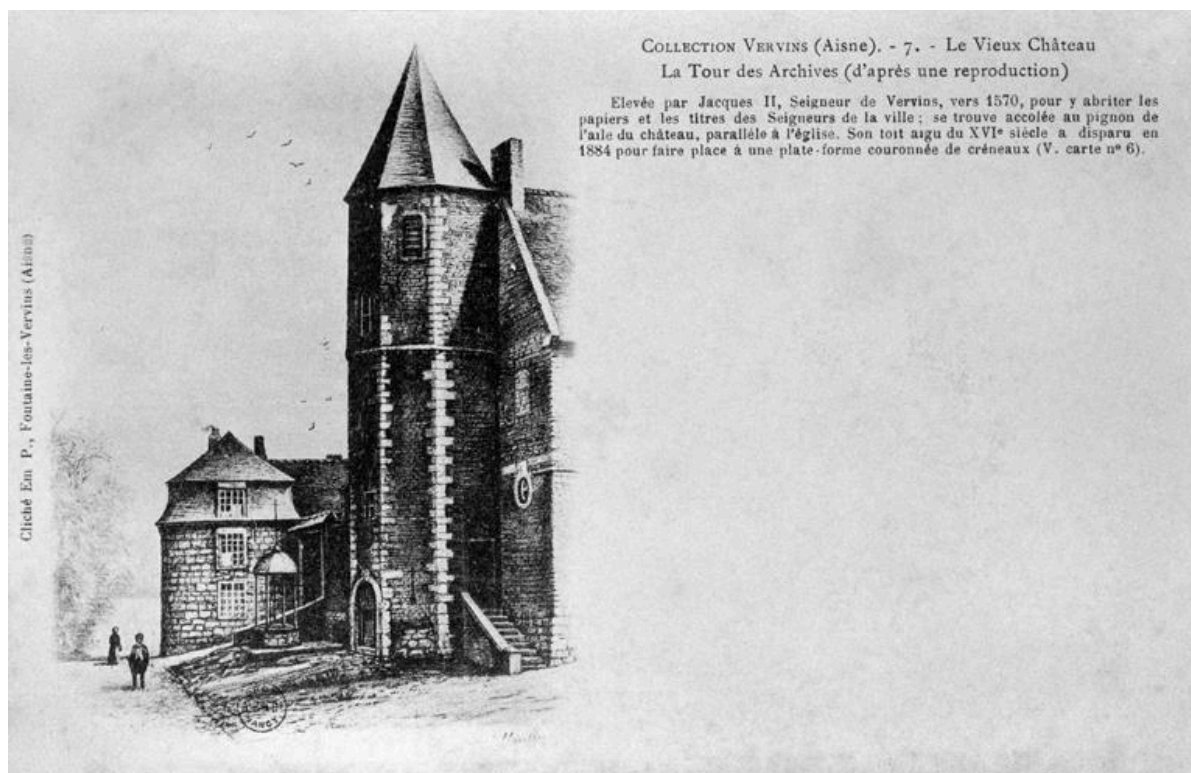 COLLECTION VERVINS (Aisne). - 7. - Le Vieux Château
La Tour des Archives (d'après une reproduction)
Elevée par Jacques II, Seigneur de Vervins, vers 1570, pour y abriter les
papiers et les titres des Seigneurs de la ville ; se trouve accolée au pignon de
l'aile du château, parallèle à l'église. Son toit aigu du XVIe siècle a disparu en
1884 pour faire place à une plate-forme couronnée de créneaux (V. carte nº 6).
Cliché Em P., Fontaine-les-Vervins (Aisne)